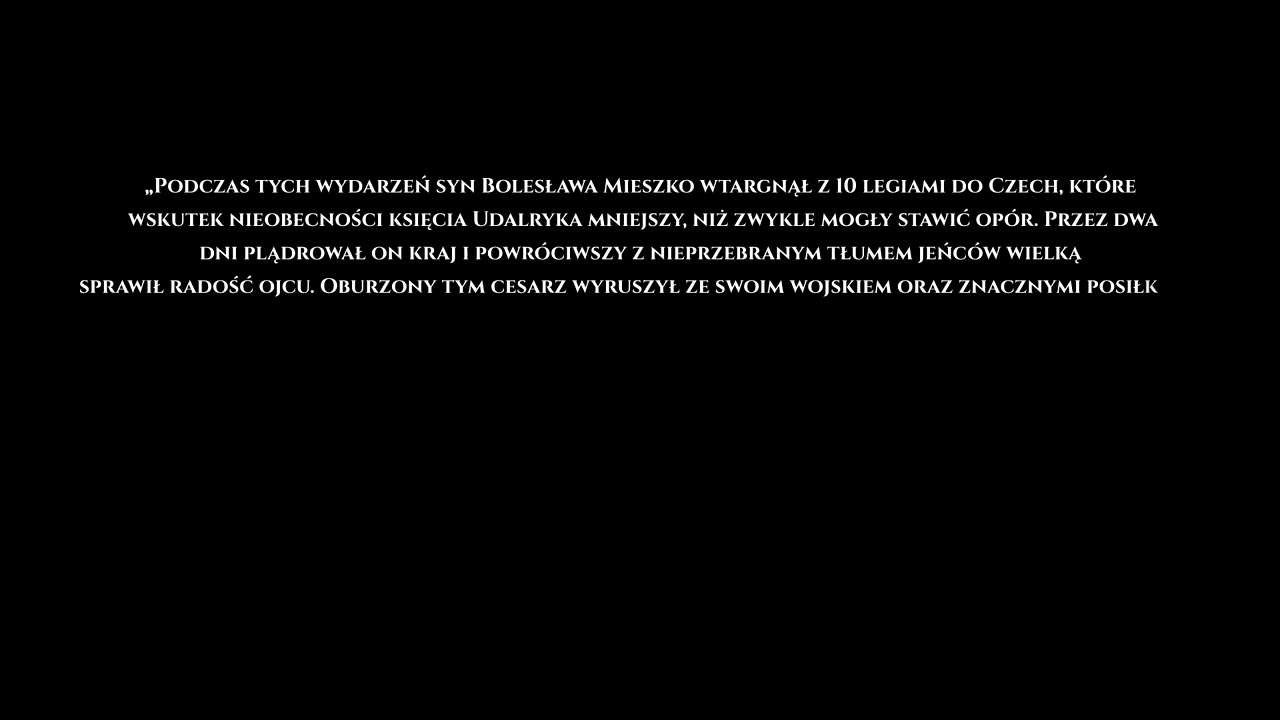 „Podczas tych wydarzeń syn Bolesława Mieszko wtargnął z 10 legiami do Czech, które
wskutek nieobecności księcia Udalryka mniejszy, niż zwykle mogły stawić opór. Przez dwa
dni plądrował on kraj i powróciwszy z nieprzebranym tłumem jeńców wielką
sprawił radość ojcu. Oburzony tym cesarz wyruszył ze swoim wojskiem oraz znacznymi posiłk